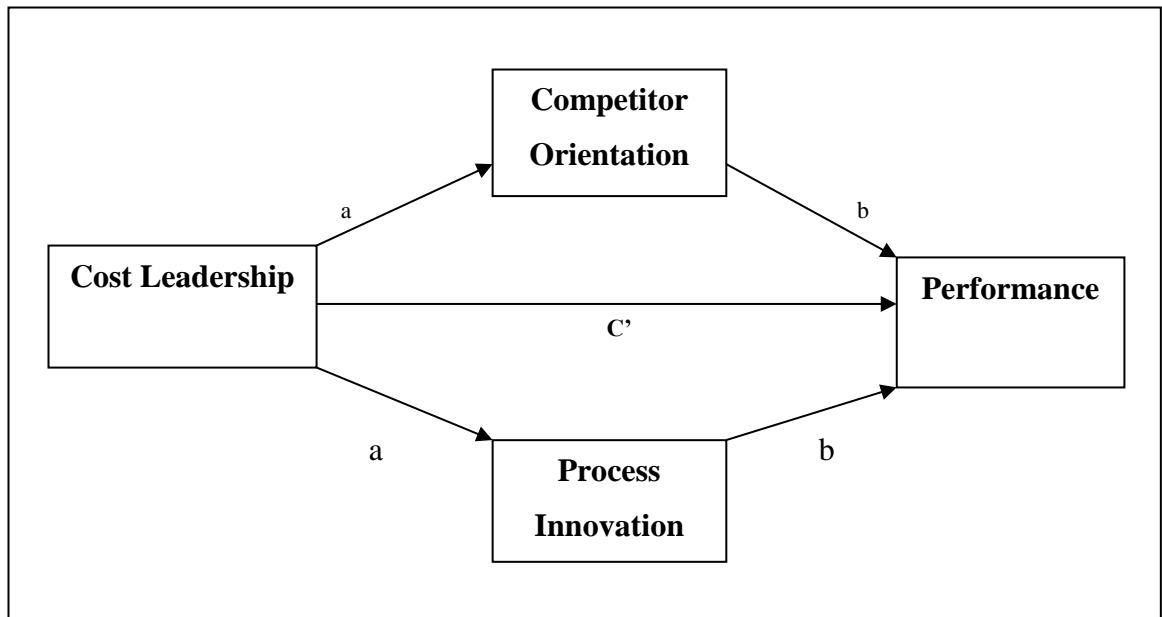 Competitor
Orientation
a
b
Cost Leadership
Performance
C’
a
b
Process
Innovation